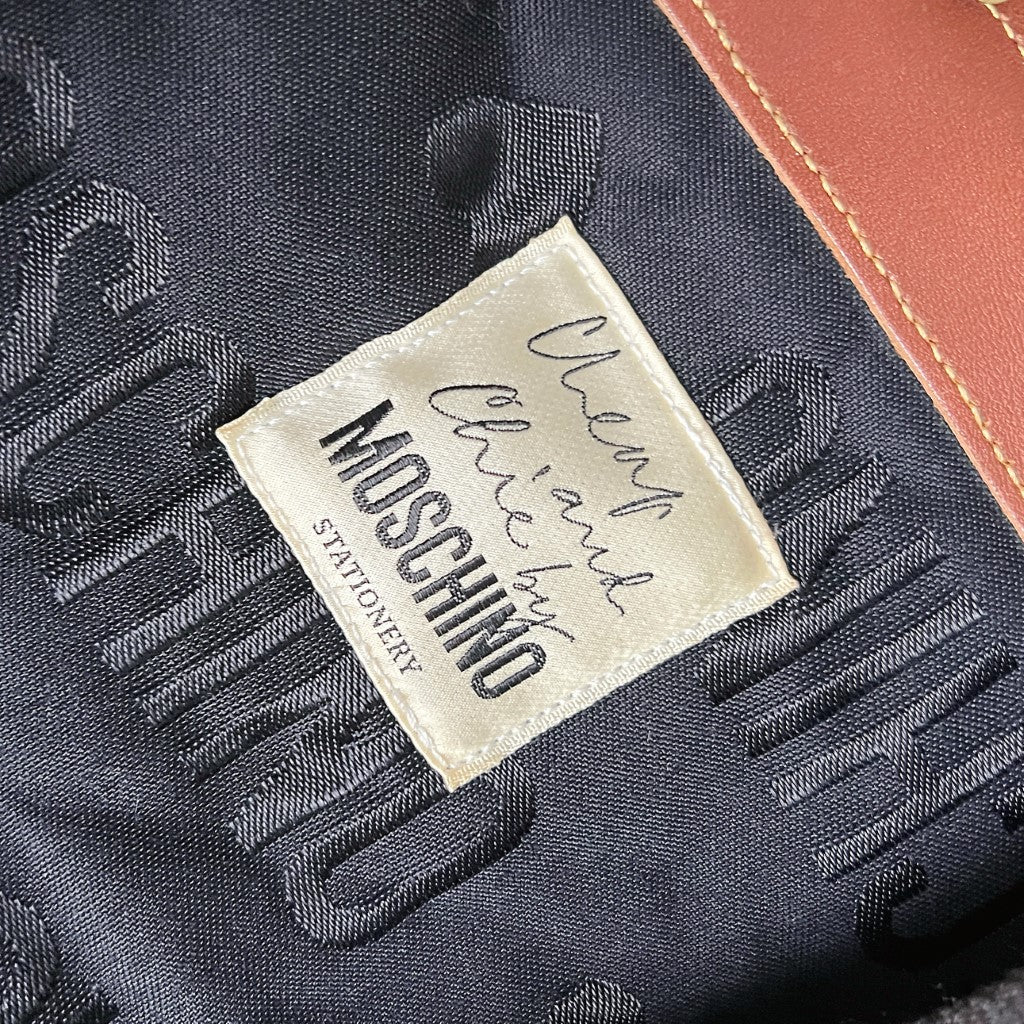 Cheap
and
Chic by
MOSCHINO
STATIONERY